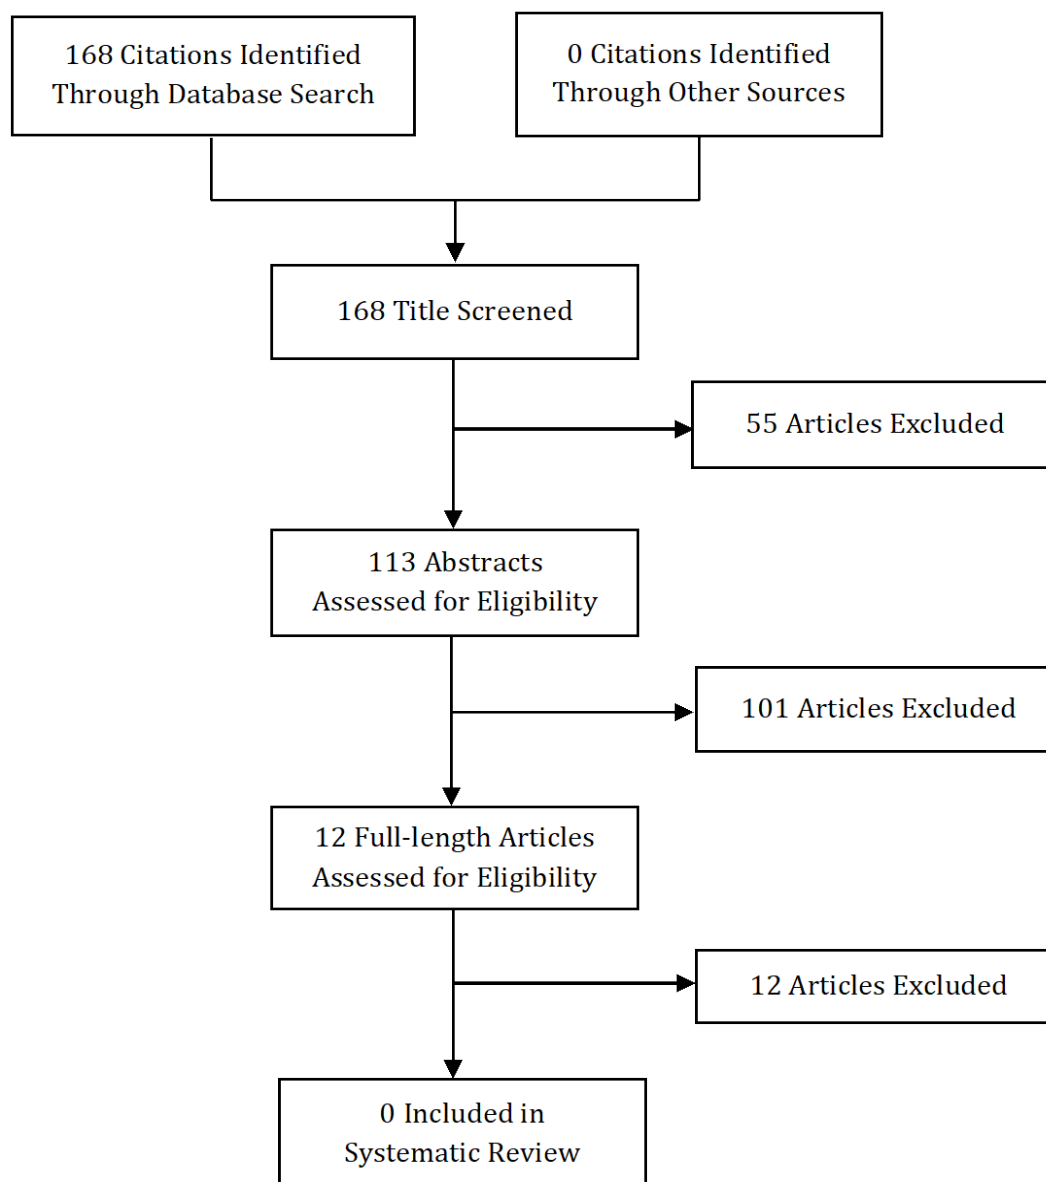 168 Citations Identified
Through Database Search
0 Citations Identified
Through Other Sources
168 Title Screened
55 Articles Excluded
113 Abstracts
Assessed for Eligibility
101 Articles Excluded
12 Full-length Articles
Assessed for Eligibility
12 Articles Excluded
0 Included in
Systematic Review